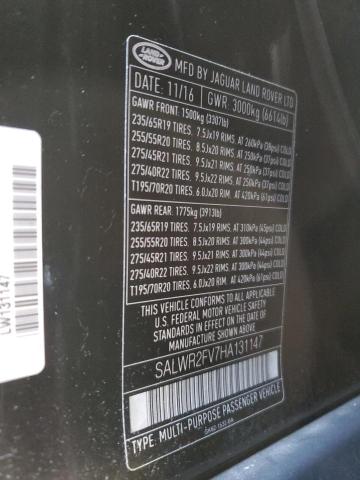 LAND
ROVER
MFD BY JAGUAR LAND ROVER LTD
DATE: 11/16 GWR: 3000kg (6614lb)
GAWR FRONT: 1500kg (3307lb)
235/65R19 TIRES. 7.5Jx19 RIMS. AT 260kPa (38psi) COLD
255/55R20 TIRES. 8.5Jx20 RIMS. AT 250kPa (37psi) COLD
275/45R21 TIRES. 9.5Jx21 RIMS. AT 250kPa (37psi) COLD
275/40R22 TIRES. 9.5Jx22 RIMS. AT 250kPa (37psi) COLD
T195/70R20 TIRES. 6.0Jx20 RIMS. AT 420kPa (61psi) COLD
GAWR REAR: 1775kg (3913lb)
235/65R19 TIRES. 7.5Jx19 RIMS. AT 310kPa (45psi) COLD
255/55R20 TIRES. 8.5Jx20 RIMS. AT 300kPa (44psi) COLD
275/45R21 TIRES. 9.5Jx21 RIMS. AT 300kPa (44psi) COLD
275/40R22 TIRES. 9.5Jx22 RIMS. AT 300kPa (44psi) COLD
T195/70R20 TIRES. 6.0Jx20 RIMS. AT 420kPa (61psi) COLD
THIS VEHICLE CONFORMS TO ALL APPLICABLE
U.S. FEDERAL MOTOR VEHICLE SAFETY AND THEFT
PREVENTION STANDARDS IN EFFECT ON THE DATE
OF MANUFACTURE SHOWN ABOVE.
SALWR2FV7HA131147
TYPE: MULTI-PURPOSE PASSENGER VEHICLE
LW131147